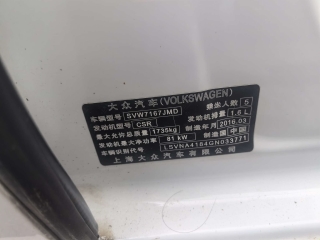 大众汽车(VOLKSWAGEN)
车辆型号 SVW7167JMD 乘坐人数 5
发动机型号 CSR 发动机排量 1.6 L
最大允许总质量 1735kg 制造年月 2016.03
发动机最大净功率 81 kW 制造国 中国
车辆识别代号 LSVNA4184GN033771
上海大众汽车有限公司